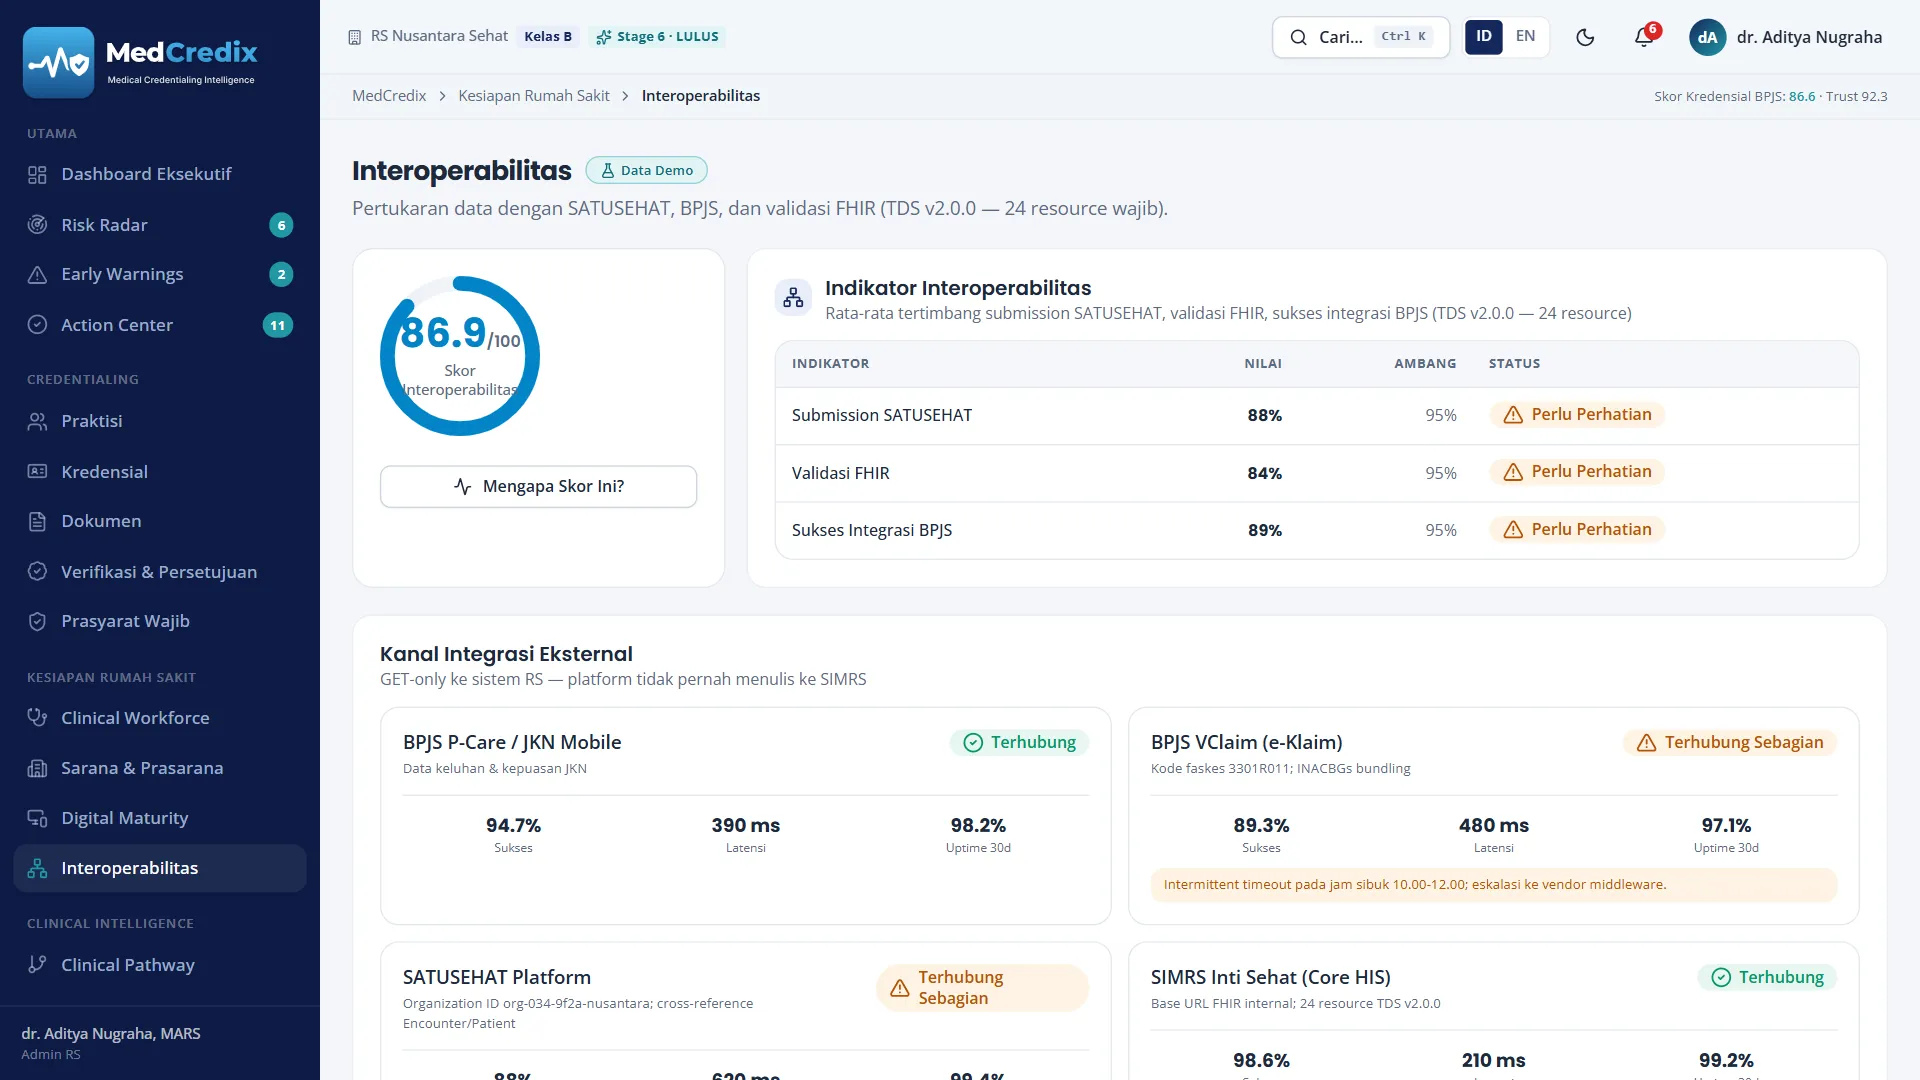 MedCredix
Medical Credentialing Intelligence
UTAMA
Dashboard Eksekutif
Risk Radar 6
Early Warnings 2
Action Center 11
CREDENTIALING
Praktisi
Kredensial
Dokumen
Verifikasi & Persetujuan
Prasyarat Wajib
KESIAPAN RUMAH SAKIT
Clinical Workforce
Sarana & Prasarana
Digital Maturity
Interoperabilitas
CLINICAL INTELLIGENCE
Clinical Pathway
dr. Aditya Nugraha, MARS
Admin RS
RS Nusantara Sehat Kelas B Stage 6 · LULUS
Cari... Ctrl K ID EN 6 dA dr. Aditya Nugraha
MedCredix > Kesiapan Rumah Sakit > Interoperabilitas
Skor Kredensial BPJS: 86.6 · Trust 92.3
Interoperabilitas Data Demo
Pertukaran data dengan SATUSEHAT, BPJS, dan validasi FHIR (TDS v2.0.0 — 24 resource wajib).
86.9/100
Skor
Interoperabilitas
Mengapa Skor Ini?
Indikator Interoperabilitas
Rata-rata tertimbang submission SATUSEHAT, validasi FHIR, sukses integrasi BPJS (TDS v2.0.0 — 24 resource)
INDIKATOR NILAI AMBANG STATUS
Submission SATUSEHAT 88% 95% Perlu Perhatian
Validasi FHIR 84% 95% Perlu Perhatian
Sukses Integrasi BPJS 89% 95% Perlu Perhatian
Kanal Integrasi Eksternal
GET-only ke sistem RS — platform tidak pernah menulis ke SIMRS
BPJS P-Care / JKN Mobile Terhubung
Data keluhan & kepuasan JKN
94.7% 390 ms 98.2%
Sukses Latensi Uptime 30d
BPJS VClaim (e-Klaim) Terhubung Sebagian
Kode faskes 3301R011; INACBGs bundling
89.3% 480 ms 97.1%
Sukses Latensi Uptime 30d
Intermittent timeout pada jam sibuk 10.00-12.00; eskalasi ke vendor middleware.
SATUSEHAT Platform Terhubung Sebagian
Organization ID org-034-9f2a-nusantara; cross-reference
Encounter/Patient
88% 620 ms 99.4%
SIMRS Inti Sehat (Core HIS) Terhubung
Base URL FHIR internal; 24 resource TDS v2.0.0
98.6% 210 ms 99.2%